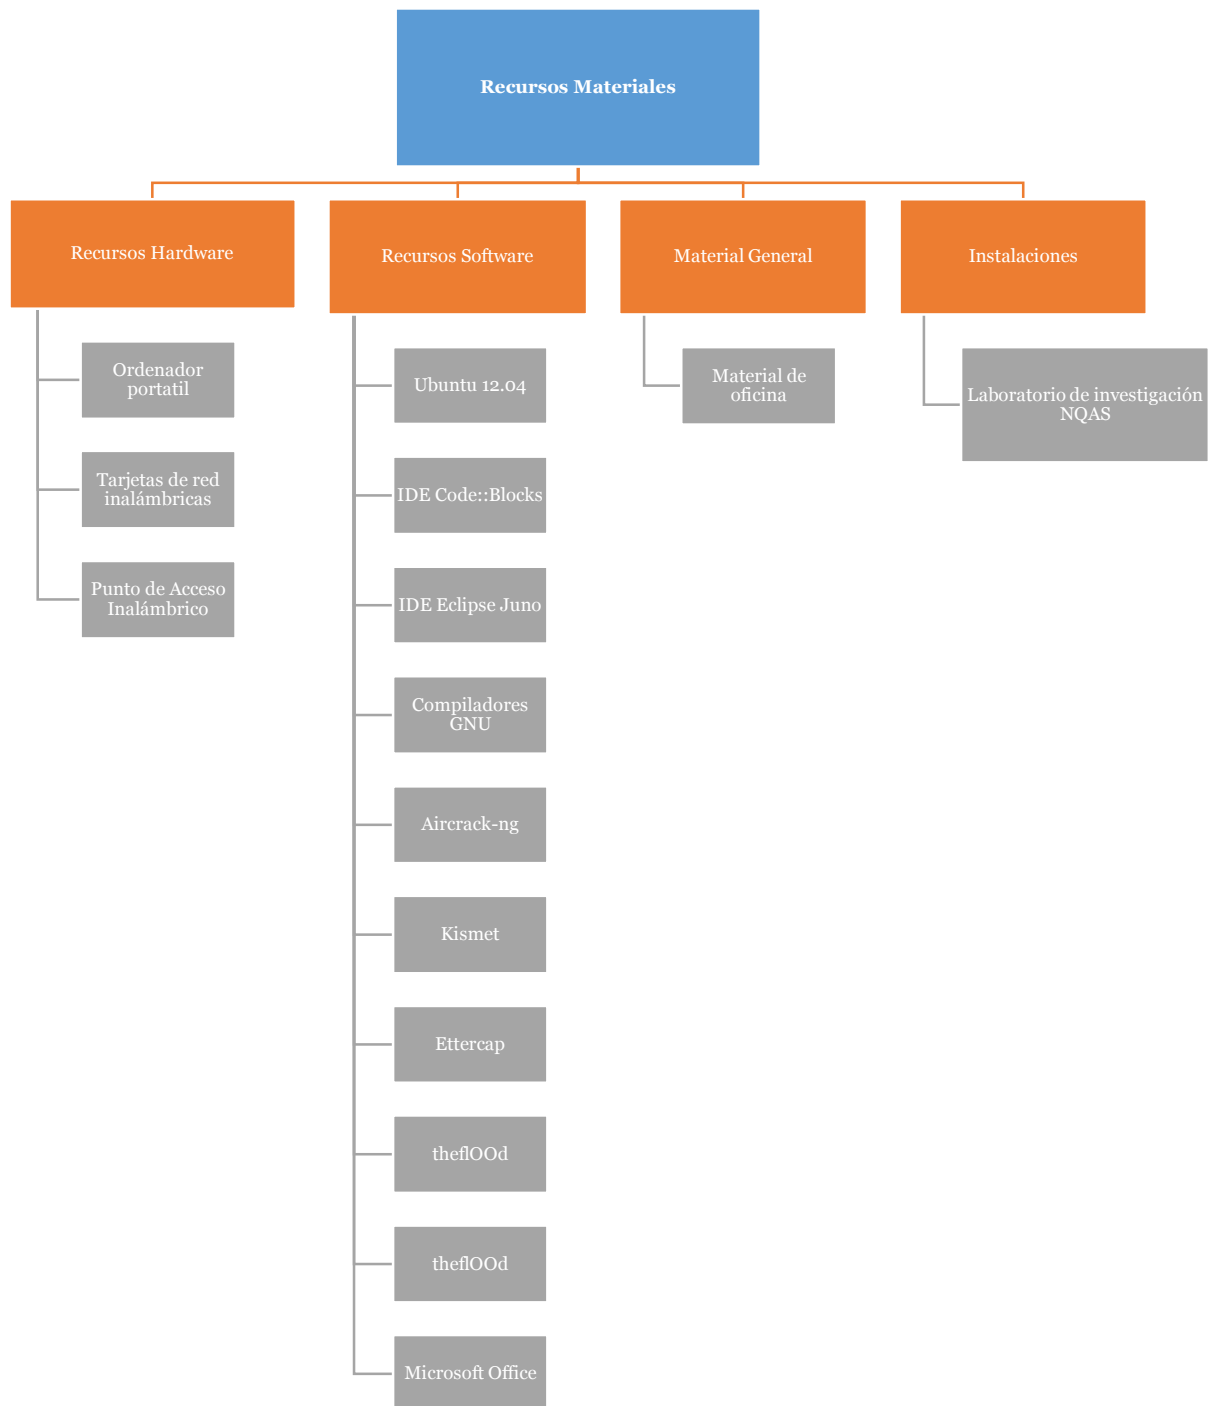 Recursos Materiales
Recursos Hardware
Recursos Software
Material General
Instalaciones
Ordenador
portatil
Tarjetas de red
inalámbricas
Punto de Acceso
Inalámbrico
Ubuntu 12.04
IDE Code::Blocks
IDE Eclipse Juno
Compiladores
GNU
Aircrack-ng
Kismet
Ettercap
theflOOd
theflOOd
Microsoft Office
Material de
oficina
Laboratorio de investigación
NQAS